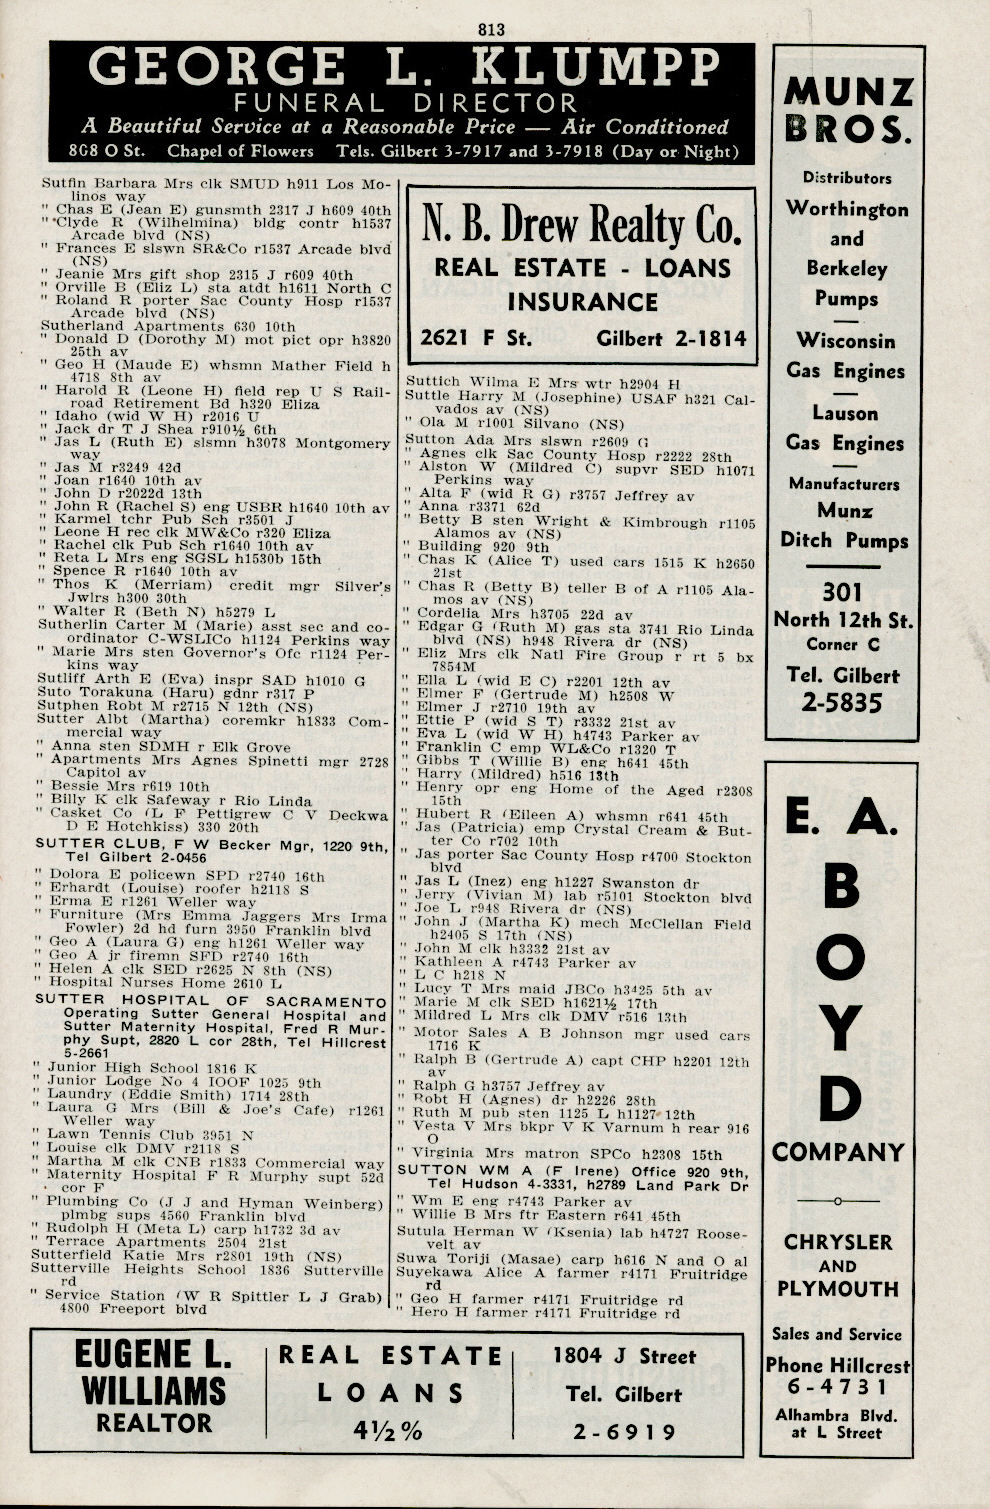 813
GEORGE L. KLUMPP
FUNERAL DIRECTOR
A Beautiful Service at a Reasonable Price — Air Conditioned
808 O St. Chapel of Flowers Tels. Gilbert 3-7917 and 3-7918 (Day or Night)
Sutfin Barbara Mrs clk SMUD h911 Los Mo-
linos way
" Chas E (Jean E) gunsmth 2317 J h609 40th
" Clyde R (Wilhelmina) bldg contr h1537
Arcade blvd (NS)
" Frances E slswn SR&Co r1537 Arcade blvd
(NS)
" Jeanie Mrs gift shop 2315 J r609 40th
" Orville B (Eliz L) sta atdt h1611 North C
" Roland R porter Sac County Hosp r1537
Arcade blvd (NS)
Sutherland Apartments 630 10th
" Donald D (Dorothy M) mot pict opr h3820
25th av
" Geo H (Maude E) whsmn Mather Field h
4718 8th av
" Harold R (Leone H) field rep U S Rail-
road Retirement Bd h320 Eliza
" Idaho (wid W H) r2016 U
" Jack dr T J Shea r910½ 6th
" Jas L (Ruth E) slsmn h3078 Montgomery
way
" Jas M r3249 42d
" Joan r1640 10th av
" John D r2022d 13th
" John R (Rachel S) eng USBR h1640 10th av
" Karmel tchr Pub Sch r3501 J
" Leone H rec clk MW&Co r320 Eliza
" Rachel clk Pub Sch r1640 10th av
" Reta L Mrs eng SGSL h1530b 15th
" Spence R r1640 10th av
" Thos K (Merriam) credit mgr Silver's
Jwlrs h300 30th
" Walter R (Beth N) h5279 L
Sutherlin Carter M (Marie) asst sec and co-
ordinator C-WSLICo h1124 Perkins way
" Marie Mrs sten Governor's Ofc r1124 Per-
kins way
Sutliff Arth E (Eva) inspr SAD h1010 G
Suto Torakuna (Haru) gdnr r317 P
Sutphen Robt M r2715 N 12th (NS)
Sutter Albt (Martha) coremkr h1833 Com-
mercial way
" Anna sten SDMH r Elk Grove
" Apartments Mrs Agnes Spinetti mgr 2728
Capitol av
" Bessie Mrs r619 10th
" Billy K clk Safeway r Rio Linda
" Casket Co (L F Pettigrew C V Deckwa
D E Hotchkiss) 330 20th
SUTTER CLUB, F W Becker Mgr, 1220 9th,
Tel Gilbert 2-0456
" Dolora E policewn SPD r2740 16th
" Erhardt (Louise) roofer h2118 S
" Erma E r1261 Weller way
" Furniture (Mrs Emma Jaggers Mrs Irma
Fowler) 2d hd furn 3950 Franklin blvd
" Geo A (Laura G) eng h1261 Weller way
" Geo A jr firemn SFD r2740 16th
" Helen A clk SED r2625 N 8th (NS)
" Hospital Nurses Home 2610 L
SUTTER HOSPITAL OF SACRAMENTO
Operating Sutter General Hospital and
Sutter Maternity Hospital, Fred R Mur-
phy Supt, 2820 L cor 28th, Tel Hillcrest
5-2661
" Junior High School 1816 K
" Junior Lodge No 4 IOOF 1025 9th
" Laundry (Eddie Smith) 1714 28th
" Laura G Mrs (Bill & Joe's Cafe) r1261
Weller way
" Lawn Tennis Club 3951 N
" Louise clk DMV r2118 S
" Martha M clk CNB r1833 Commercial way
" Maternity Hospital F R Murphy supt 52d
cor F
" Plumbing Co (J J and Hyman Weinberg)
plmbg sups 4560 Franklin blvd
" Rudolph H (Meta L) carp h1732 3d av
" Terrace Apartments 2504 21st
Sutterfield Katie Mrs r2801 19th (NS)
Sutterville Heights School 1836 Sutterville
rd
" Service Station (W R Spittler L J Grab)
4800 Freeport blvd
N. B. Drew Realty Co.
REAL ESTATE - LOANS
INSURANCE
2621 F St. Gilbert 2-1814
Suttich Wilma E Mrs wtr h2904 H
Suttle Harry M (Josephine) USAF h321 Cal-
vados av (NS)
" Ola M r1001 Silvano (NS)
Sutton Ada Mrs slswn r2609 G
" Agnes clk Sac County Hosp r2222 28th
" Alston W (Mildred C) supvr SED h1071
Perkins way
" Alta F (wid R G) r3757 Jeffrey av
" Anna r3371 62d
" Betty B sten Wright & Kimbrough r1105
Alamos av (NS)
" Building 920 9th
" Chas K (Alice T) used cars 1515 K h2650
21st
" Chas R (Betty B) teller B of A r1105 Ala-
mos av (NS)
" Cordelia Mrs h3705 22d av
" Edgar G (Ruth M) gas sta 3741 Rio Linda
blvd (NS) h948 Rivera dr (NS)
" Eliz Mrs clk Natl Fire Group r rt 5 bx
7854M
" Ella L (wid E C) r2201 12th av
" Elmer F (Gertrude M) h2508 W
" Elmer J r2710 19th av
" Ettie P (wid S T) r3332 21st av
" Eva L (wid W H) h4743 Parker av
" Franklin C emp WL&Co r1320 T
" Gibbs T (Willie B) eng h641 45th
" Harry (Mildred) h516 13th
" Henry opr eng Home of the Aged r2308
15th
" Hubert R (Eileen A) whsmn r641 45th
" Jas (Patricia) emp Crystal Cream & But-
ter Co r702 10th
" Jas porter Sac County Hosp r4700 Stockton
blvd
" Jas L (Inez) eng h1227 Swanston dr
" Jerry (Vivian M) lab r5101 Stockton blvd
" Joe L r948 Rivera dr (NS)
" John J (Martha K) mech McClellan Field
h2405 S 17th (NS)
" John M clk h3332 21st av
" Kathleen A r4743 Parker av
" L C h218 N
" Lucy T Mrs maid JBCo h3425 5th av
" Marie M clk SED h1621½ 17th
" Mildred L Mrs clk DMV r516 13th
" Motor Sales A B Johnson mgr used cars
1716 K
" Ralph B (Gertrude A) capt CHP h2201 12th
av
" Ralph G h3757 Jeffrey av
" Robt H (Agnes) dr h2226 28th
" Ruth M pub sten 1125 L h1127 12th
" Vesta V Mrs bkpr V K Varnum h rear 916
O
" Virginia Mrs matron SPCo h2308 15th
SUTTON WM A (F Irene) Office 920 9th,
Tel Hudson 4-3331, h2789 Land Park Dr
" Wm E eng r4743 Parker av
" Willie B Mrs ftr Eastern r641 45th
Sutula Herman W (Ksenia) lab h4727 Roose-
velt av
Suwa Toriji (Masae) carp h616 N and O al
Suyekawa Alice A farmer r4171 Fruitridge
rd
" Geo H farmer r4171 Fruitridge rd
" Hero H farmer r4171 Fruitridge rd
MUNZ
BROS.
Distributors
Worthington
and
Berkeley
Pumps
Wisconsin
Gas Engines
Lauson
Gas Engines
Manufacturers
Munz
Ditch Pumps
301
North 12th St.
Corner C
Tel. Gilbert
2-5835
E. A.
B
O
Y
D
COMPANY
CHRYSLER
AND
PLYMOUTH
Sales and Service
Phone Hillcrest
6-4731
Alhambra Blvd.
at L Street
EUGENE L.
WILLIAMS
REALTOR
REAL ESTATE
LOANS
4½%
1804 J Street
Tel. Gilbert
2-6919